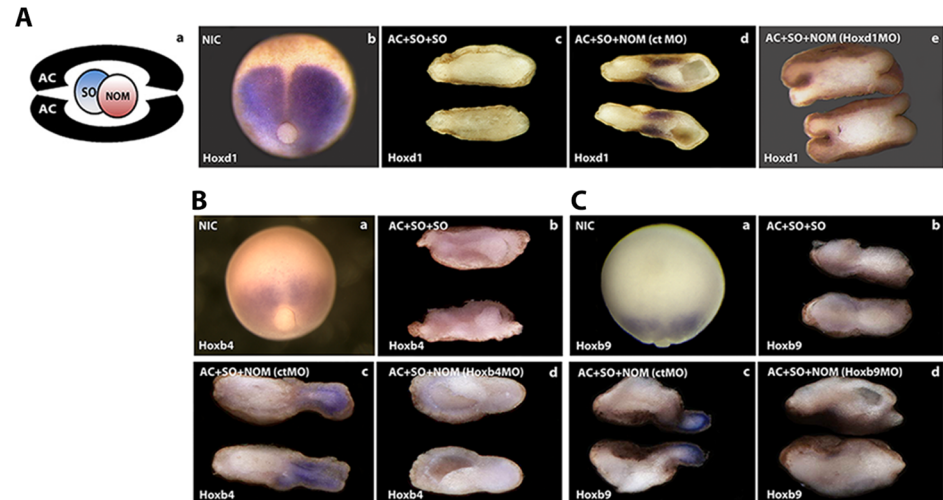 A
a
AC
SO
NOM
AC
NIC
b
Hoxd1
AC+SO+SO
c
Hoxd1
AC+SO+NOM (ct MO)
d
Hoxd1
AC+SO+NOM (Hoxd1MO)
e
Hoxd1
B
NIC
a
Hoxb4
AC+SO+SO
b
Hoxb4
AC+SO+NOM (ctMO)
c
Hoxb4
AC+SO+NOM (Hoxb4MO)
d
Hoxb4
C
NIC
a
Hoxb9
AC+SO+SO
b
Hoxb9
AC+SO+NOM (ctMO)
c
Hoxb9
AC+SO+NOM (Hoxb9MO)
d
Hoxb9